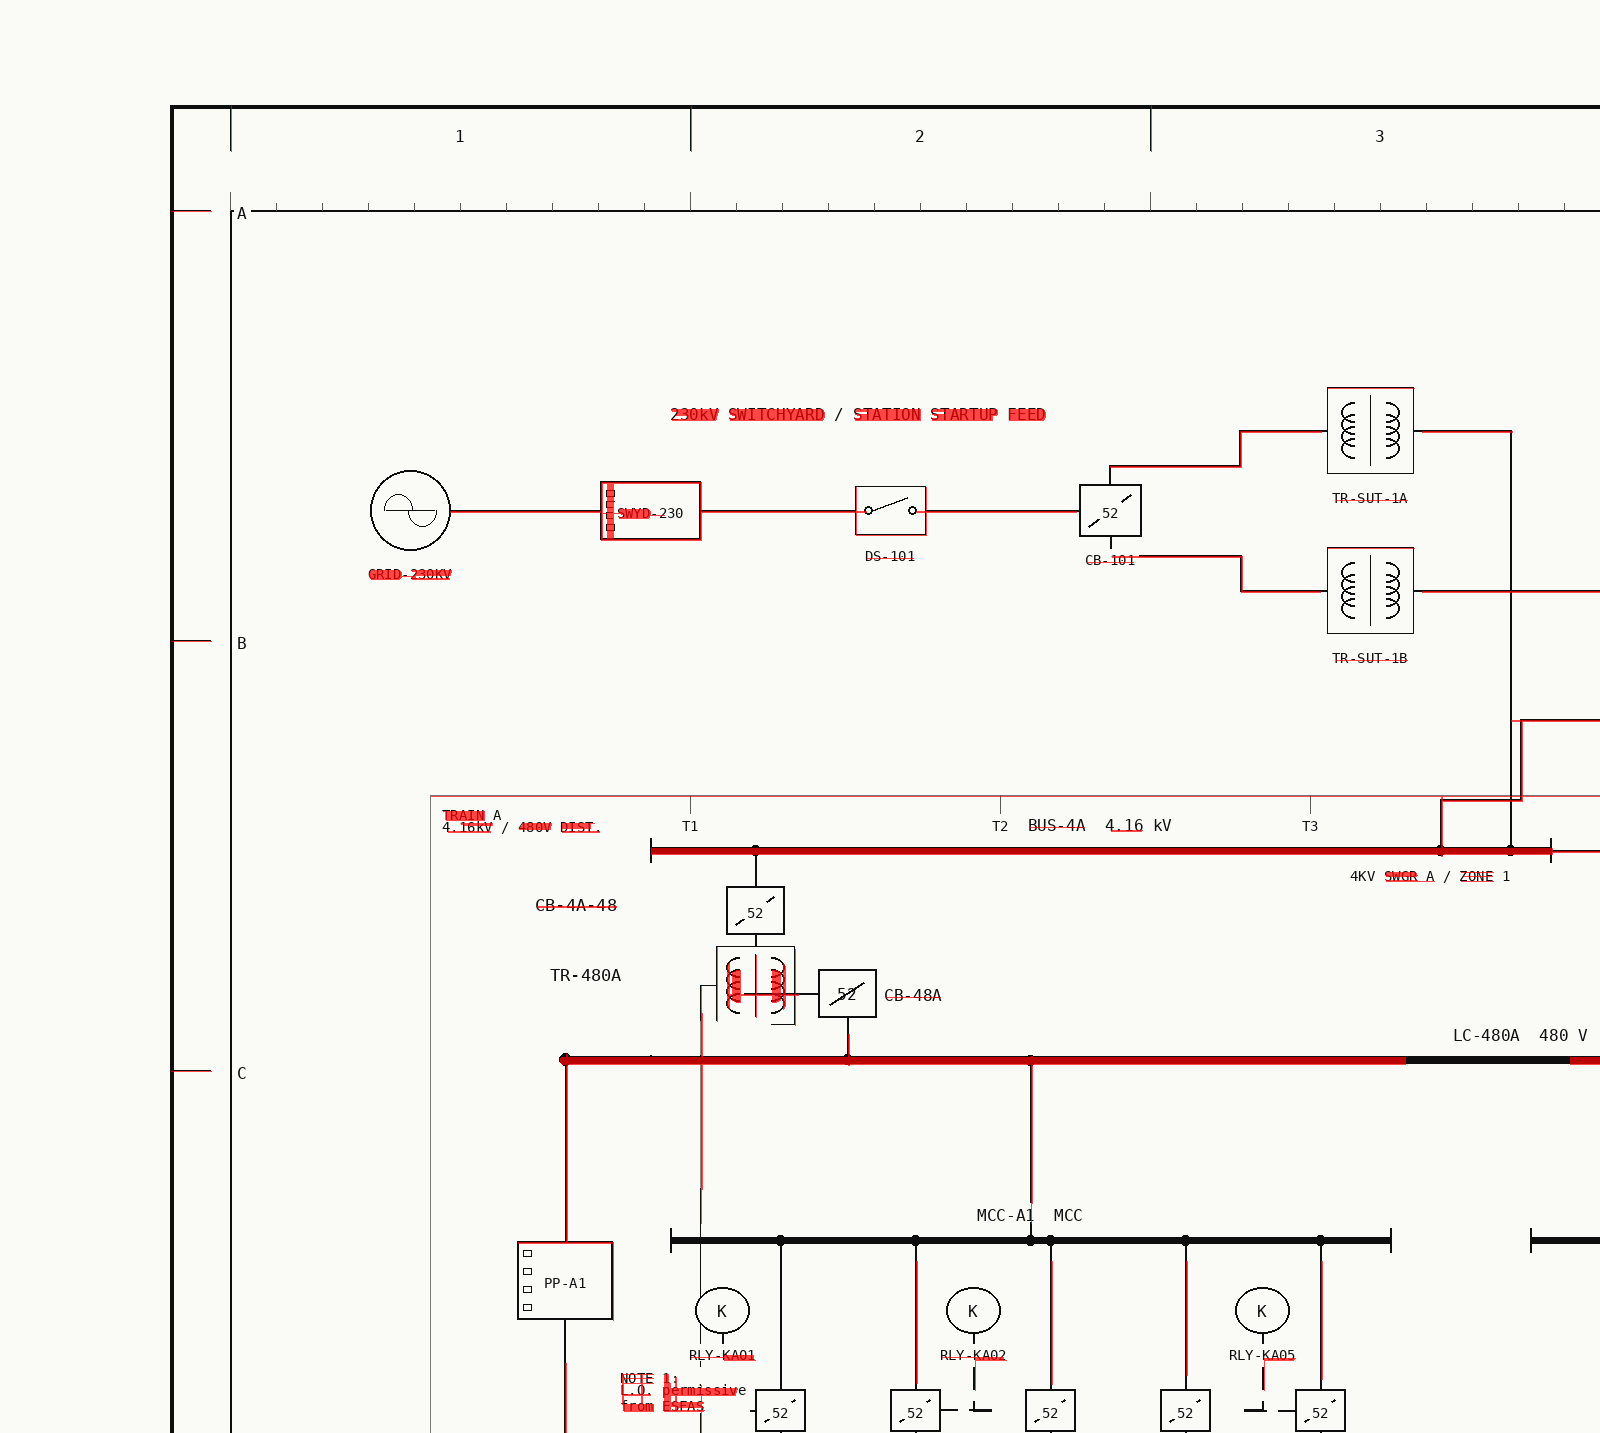 1
2
3
A
230kV SWITCHYARD / STATION STARTUP FEED
TR-SUT-1A
SWYD-230
52
DS-101
CB-101
GRID-230KV
B
TR-SUT-1B
TRAIN A
4.16kV / 480V DIST.
T1
T2
BUS-4A 4.16 kV
T3
4KV SWGR A / ZONE 1
CB-4A-48
52
TR-480A
52
CB-48A
LC-480A 480 V
C
MCC-A1 MCC
PP-A1
K
K
K
RLY-KA01
RLY-KA02
RLY-KA05
NOTE 1:
L.O. permissive
from ESFAS
52
52
52
52
52